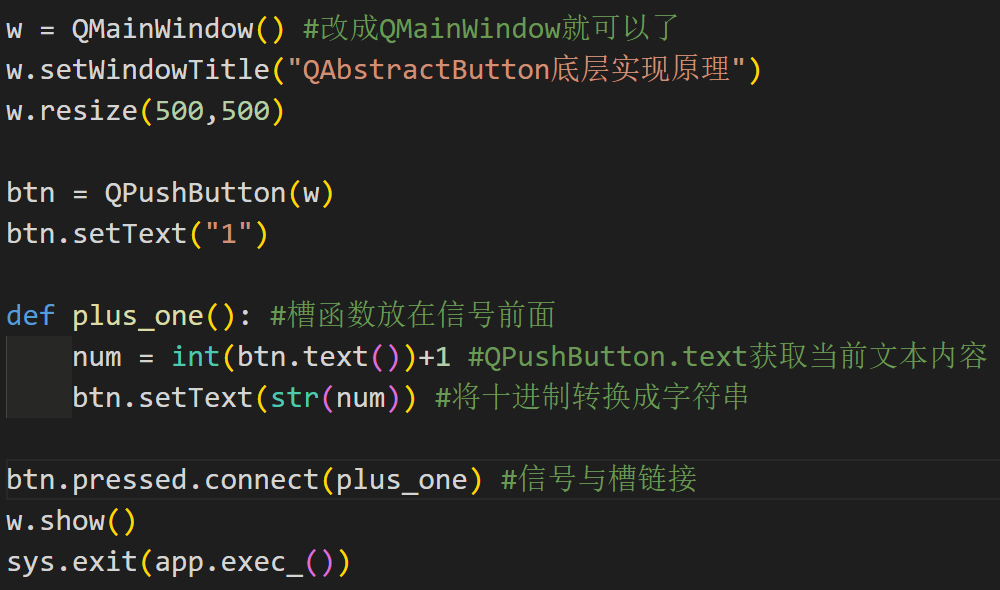 w = QMainWindow() #改成QMainWindow就可以了
w.setWindowTitle("QAbstractButton底层实现原理")
w.resize(500,500)
btn = QPushButton(w)
btn.setText("1")
def plus_one(): #槽函数放在信号前面
num = int(btn.text())+1 #QPushButton.text获取当前文本内容
btn.setText(str(num)) #将十进制转换成字符串
btn.pressed.connect(plus_one) #信号与槽链接
w.show()
sys.exit(app.exec_())